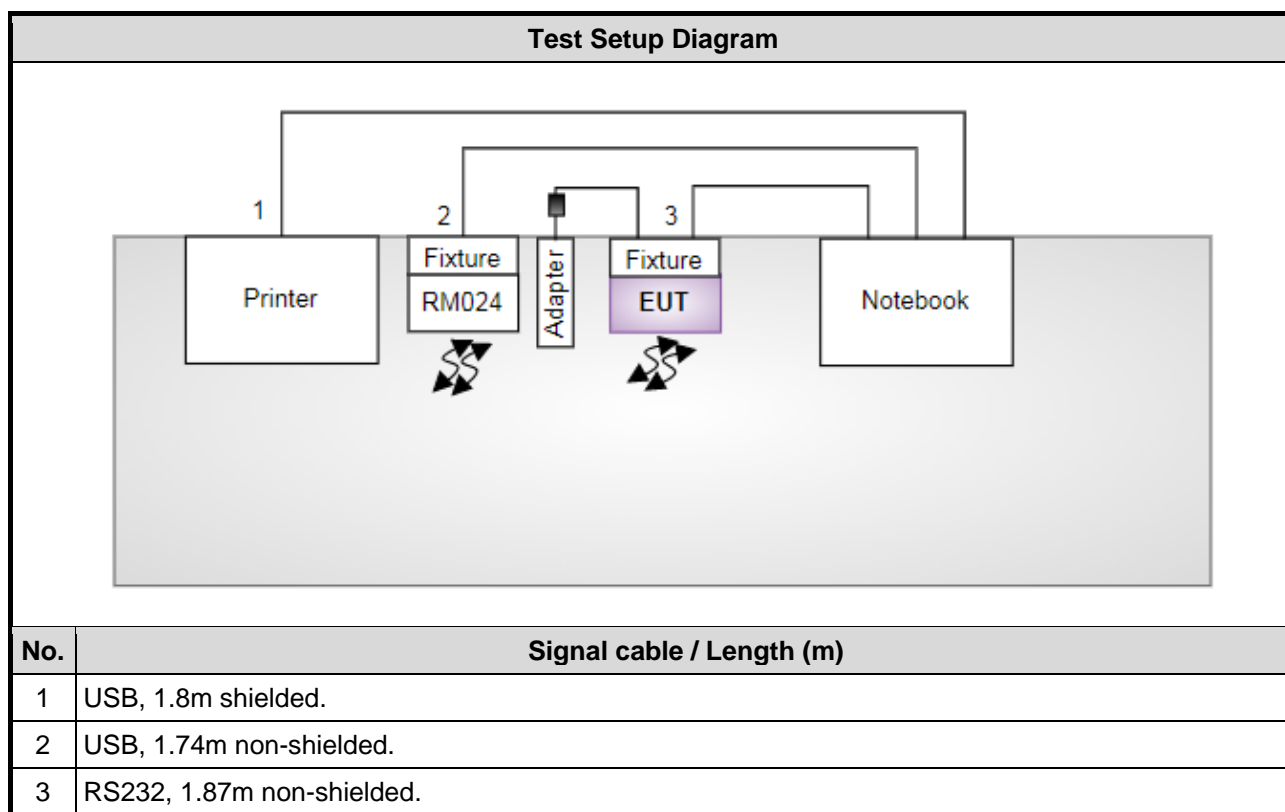 Test Setup Diagram
1
2
3
Printer
Fixture
RM024
Adapter
Fixture
EUT
Notebook
No. Signal cable / Length (m)
1 USB, 1.8m shielded.
2 USB, 1.74m non-shielded.
3 RS232, 1.87m non-shielded.